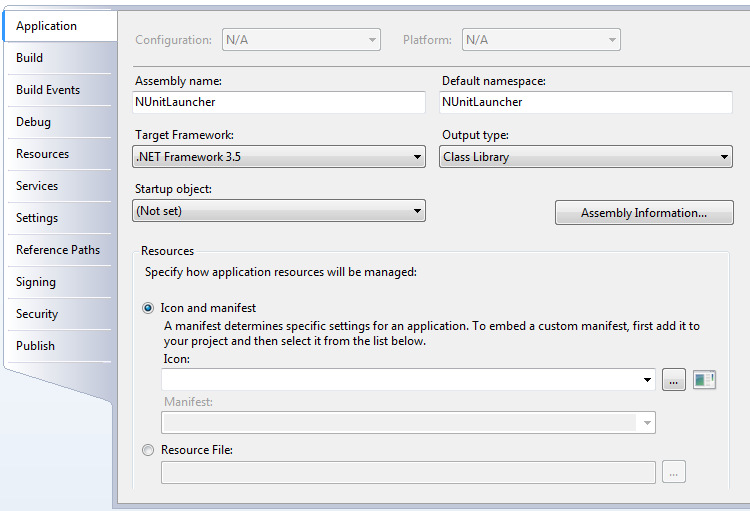 Application
Build
Build Events
Debug
Resources
Services
Settings
Reference Paths
Signing
Security
Publish
Configuration: N/A Platform: N/A
Assembly name: Default namespace:
NUnitLauncher NUnitLauncher
Target Framework: Output type:
.NET Framework 3.5 Class Library
Startup object:
(Not set) Assembly Information...
Resources
Specify how application resources will be managed:
Icon and manifest
A manifest determines specific settings for an application. To embed a custom manifest, first add it to
your project and then select it from the list below.
Icon:
...
Manifest:
Resource File:
...